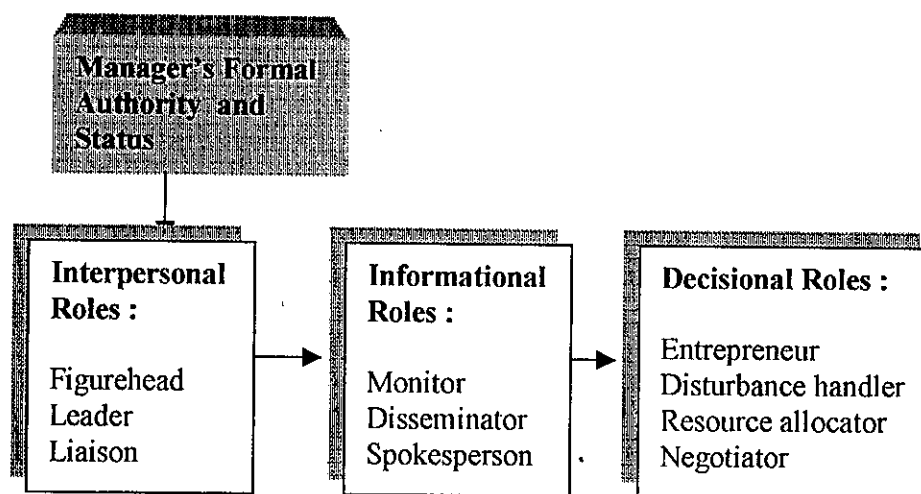 Manager's Formal
Authority and
Status
Interpersonal
Roles :
Figurehead
Leader
Liaison
Informational
Roles :
Monitor
Disseminator
Spokesperson
Decisional Roles :
Entrepreneur
Disturbance handler
Resource allocator
Negotiator